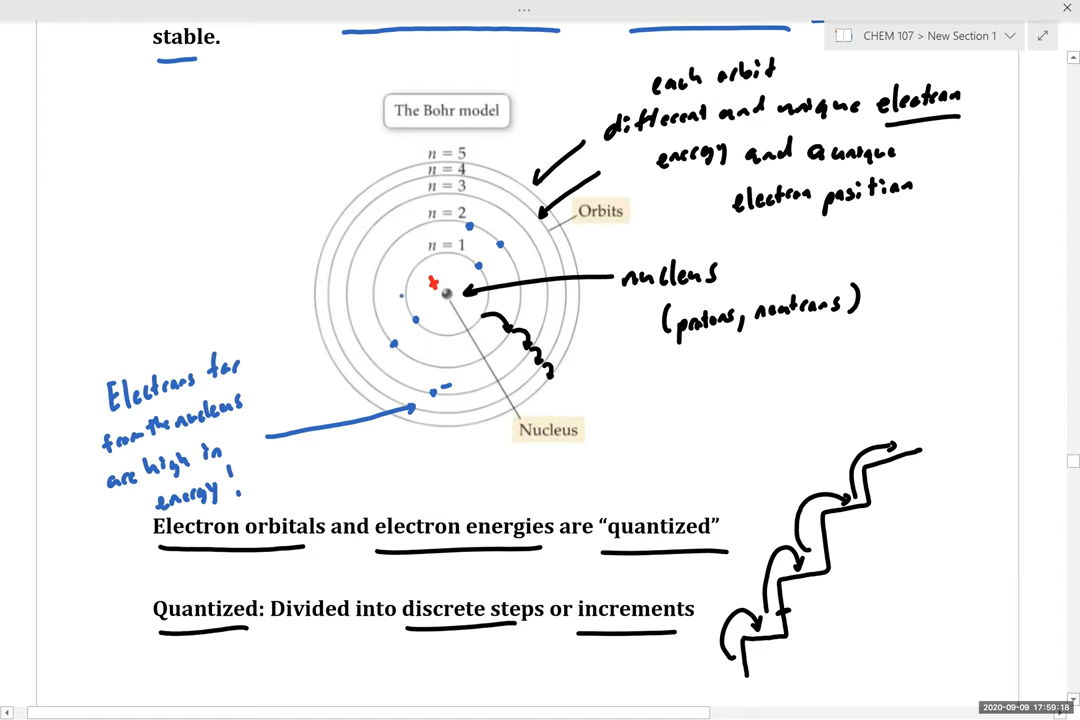 ...
CHEM 107 > New Section 1
stable.
The Bohr model
each orbit
different and unique electron
energy and a unique
electron position
n = 5
n = 4
n = 3
n = 2
n = 1
Orbits
nucleus
(protons, neutrons)
Electrons far
from the nucleus
are high in
energy!
Nucleus
Electron orbitals and electron energies are “quantized”
Quantized: Divided into discrete steps or increments
2020-09-09 17:59:18